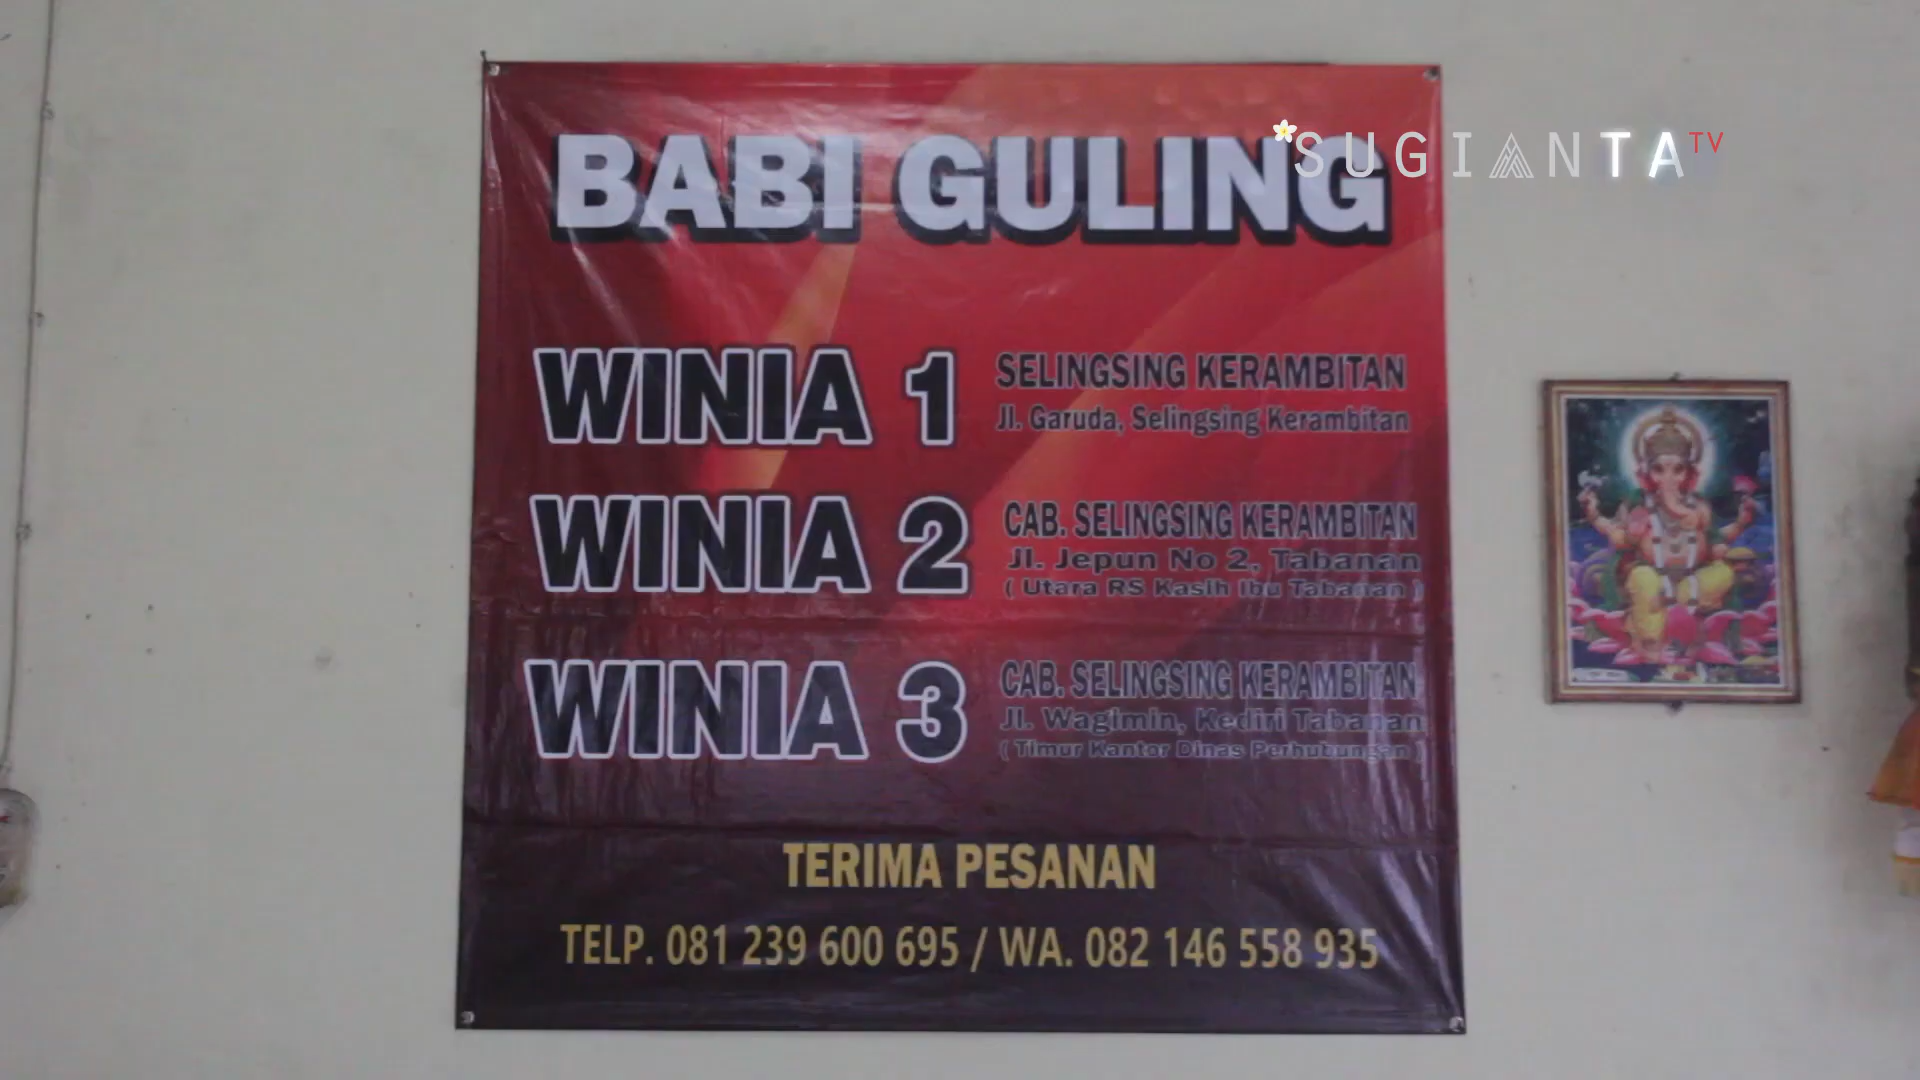 SUGIANTA TV
BABI GULING
WINIA 1
SELINGSING KERAMBITAN
Jl. Garuda, Selingsing Kerambitan
WINIA 2
CAB. SELINGSING KERAMBITAN
Jl. Jepun No 2, Tabanan
( Utara RS Kasih Ibu Tabanan )
WINIA 3
CAB. SELINGSING KERAMBITAN
Jl. Wagimin, Kediri Tabanan
( Timur Kantor Dinas Perhubungan )
TERIMA PESANAN
TELP. 081 239 600 695 / WA. 082 146 558 935